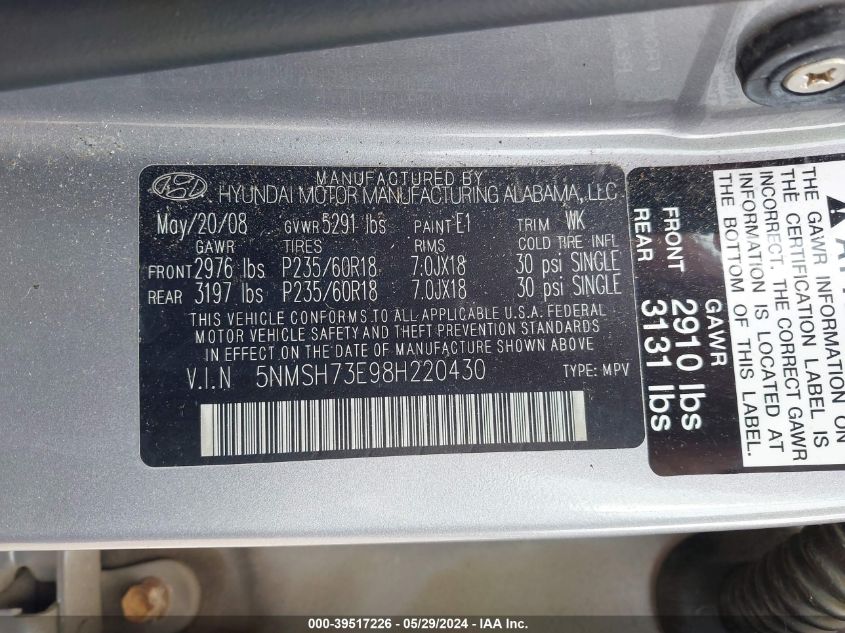 MANUFACTURED BY
HYUNDAI MOTOR MANUFACTURING ALABAMA, LLC
May/20/08 GVWR 5291 lbs PAINT E1 TRIM WK
GAWR TIRES RIMS COLD TIRE INFL
FRONT 2976 lbs P235/60R18 7.0JX18 30 psi SINGLE
REAR 3197 lbs P235/60R18 7.0JX18 30 psi SINGLE
THIS VEHICLE CONFORMS TO ALL APPLICABLE U.S.A. FEDERAL
MOTOR VEHICLE SAFETY AND THEFT PREVENTION STANDARDS
IN EFFECT ON THE DATE OF MANUFACTURE SHOWN ABOVE
V.I.N 5NMSH73E98H220430 TYPE: MPV
THE GAWR INFORMATION ON
THE CERTIFICATION LABEL IS
INCORRECT. THE CORRECT GAWR
INFORMATION IS LOCATED AT
THE BOTTOM OF THIS LABEL.
GAWR
FRONT 2910 lbs
REAR 3131 lbs
000-39517226 - 05/29/2024 - IAA Inc.